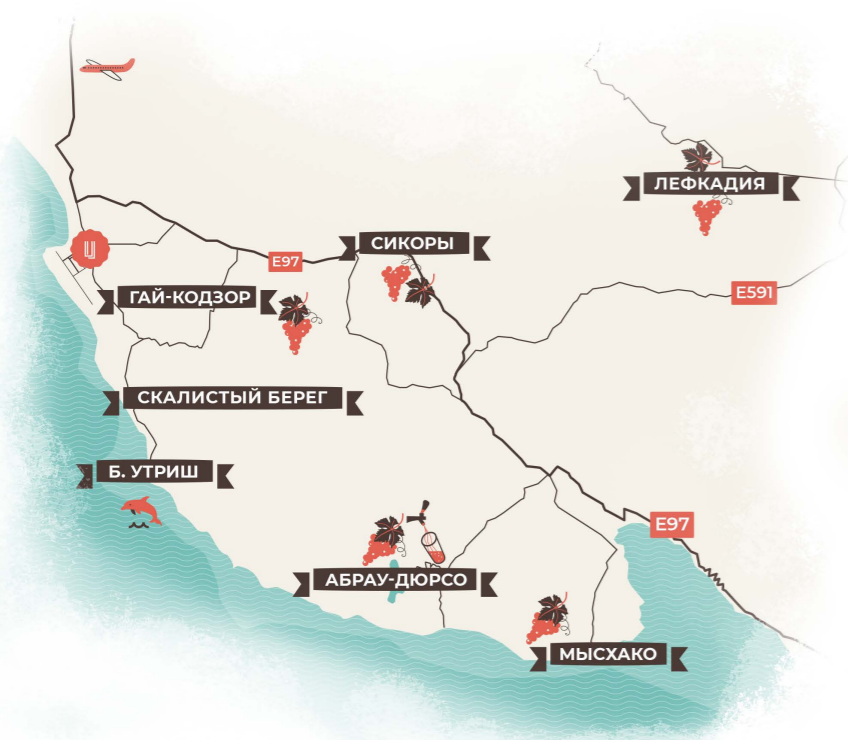 ЛЕФКАДИЯ
СИКОРЫ
E97
E591
ГАЙ-КОДЗОР
СКАЛИСТЫЙ БЕРЕГ
Б. УТРИШ
E97
АБРАУ-ДЮРСО
МЫСХАКО